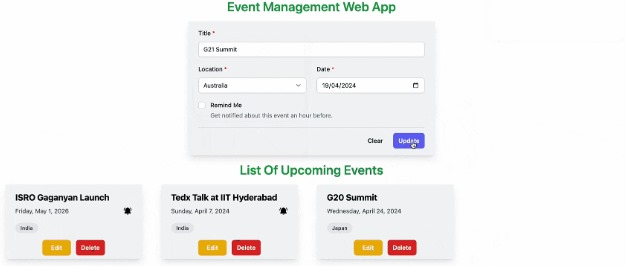 Event Management Web App
Title *
G21 Summit
Location *
Date *
Australia
19/04/2024
Remind Me
Get notified about this event an hour before.
Clear
Update
List Of Upcoming Events
ISRO Gaganyan Launch
Friday, May 1, 2026
India
Edit
Delete
Tedx Talk at IIT Hyderabad
Sunday, April 7, 2024
India
Edit
Delete
G20 Summit
Wednesday, April 24, 2024
Japan
Edit
Delete